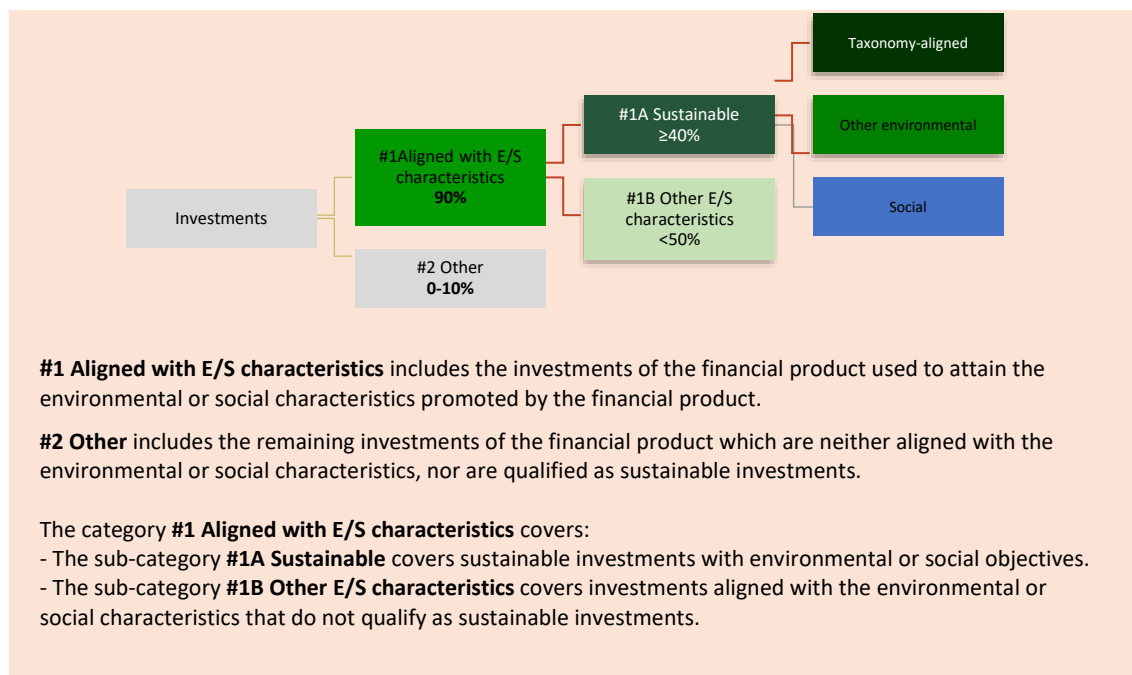 Taxonomy-aligned
#1A Sustainable
≥40%
Other environmental
#1Aligned with E/S
characteristics
90%
#1B Other E/S
characteristics
<50%
Investments
Social
#2 Other
0-10%
#1 Aligned with E/S characteristics includes the investments of the financial product used to attain the
environmental or social characteristics promoted by the financial product.
#2 Other includes the remaining investments of the financial product which are neither aligned with the
environmental or social characteristics, nor are qualified as sustainable investments.
The category #1 Aligned with E/S characteristics covers:
- The sub-category #1A Sustainable covers sustainable investments with environmental or social objectives.
- The sub-category #1B Other E/S characteristics covers investments aligned with the environmental or
social characteristics that do not qualify as sustainable investments.